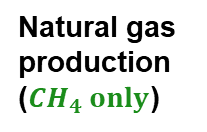 Natural gas
production
(CH₄ only)